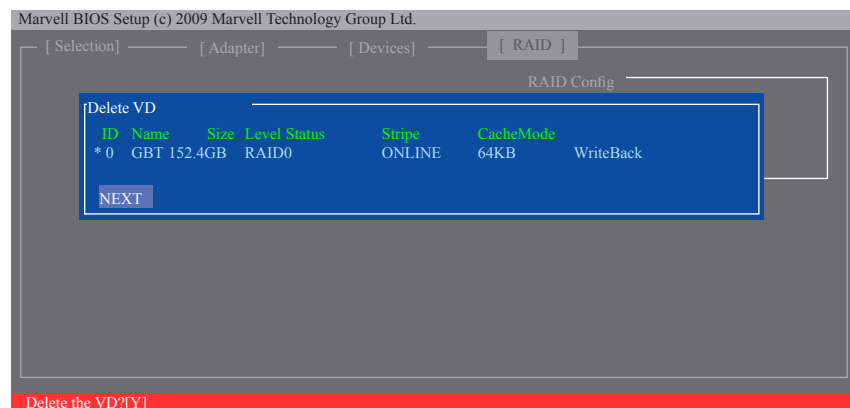 Marvell BIOS Setup (c) 2009 Marvell Technology Group Ltd.
[ Selection] [ Adapter] [ Devices] [ RAID ]
RAID Config
Delete VD
ID Name Size Level Status Stripe CacheMode
* 0 GBT 152.4GB RAID0 ONLINE 64KB WriteBack
NEXT
Delete the VD?[Y]